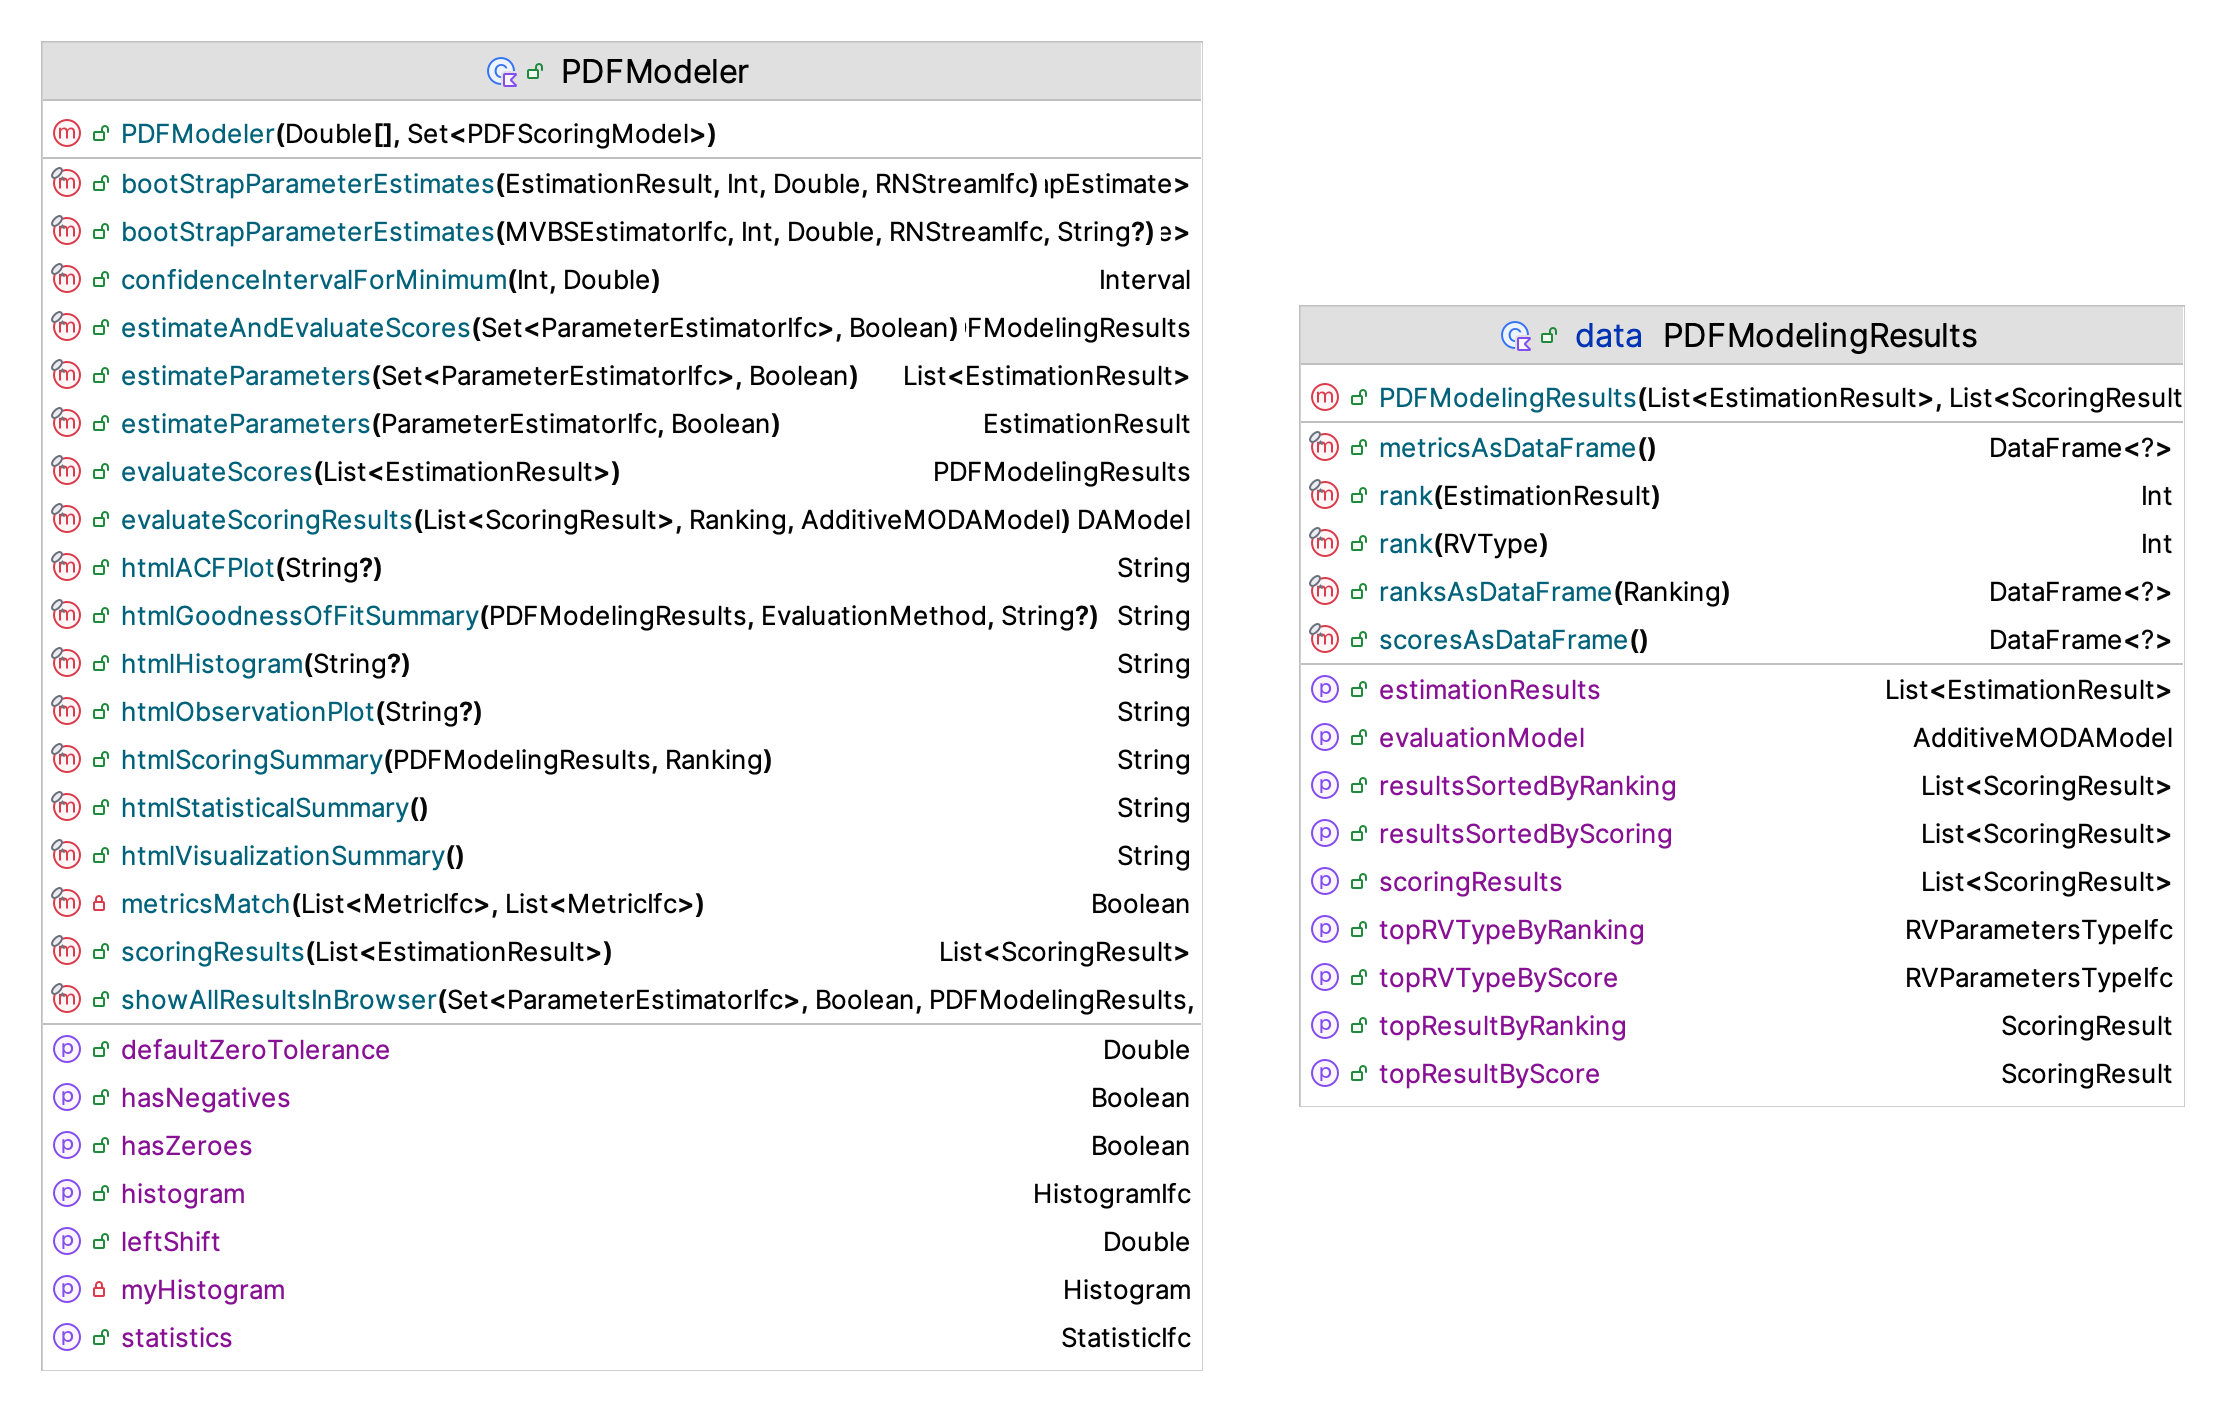 PDFModeler
PDFModeler(Double[], Set<PDFScoringModel>)
bootStrapParameterEstimates(EstimationResult, Int, Double, RNStreamIfc) pEstimate>
bootStrapParameterEstimates(MVBSEstimatorIfc, Int, Double, RNStreamIfc, String?) e>
confidenceIntervalForMinimum(Int, Double) Interval
estimateAndEvaluateScores(Set<ParameterEstimatorIfc>, Boolean) FModelingResults
estimateParameters(Set<ParameterEstimatorIfc>, Boolean) List<EstimationResult>
estimateParameters(ParameterEstimatorIfc, Boolean) EstimationResult
evaluateScores(List<EstimationResult>) PDFModelingResults
evaluateScoringResults(List<ScoringResult>, Ranking, AdditiveMODAModel) DAModel
htmlACFPlot(String?) String
htmlGoodnessOfFitSummary(PDFModelingResults, EvaluationMethod, String?) String
htmlHistogram(String?) String
htmlObservationPlot(String?) String
htmlScoringSummary(PDFModelingResults, Ranking) String
htmlStatisticalSummary() String
htmlVisualizationSummary() String
metricsMatch(List<MetricIfc>, List<MetricIfc>) Boolean
scoringResults(List<EstimationResult>) List<ScoringResult>
showAllResultsInBrowser(Set<ParameterEstimatorIfc>, Boolean, PDFModelingResults,
defaultZeroTolerance Double
hasNegatives Boolean
hasZeroes Boolean
histogram HistogramIfc
leftShift Double
myHistogram Histogram
statistics StatisticIfc
data PDFModelingResults
PDFModelingResults(List<EstimationResult>, List<ScoringResult
metricsAsDataFrame() DataFrame<?>
rank(EstimationResult) Int
rank(RVType) Int
ranksAsDataFrame(Ranking) DataFrame<?>
scoresAsDataFrame() DataFrame<?>
estimationResults List<EstimationResult>
evaluationModel AdditiveMODAModel
resultsSortedByRanking List<ScoringResult>
resultsSortedByScoring List<ScoringResult>
scoringResults List<ScoringResult>
topRVTypeByRanking RVParametersTypeIfc
topRVTypeByScore RVParametersTypeIfc
topResultByRanking ScoringResult
topResultByScore ScoringResult